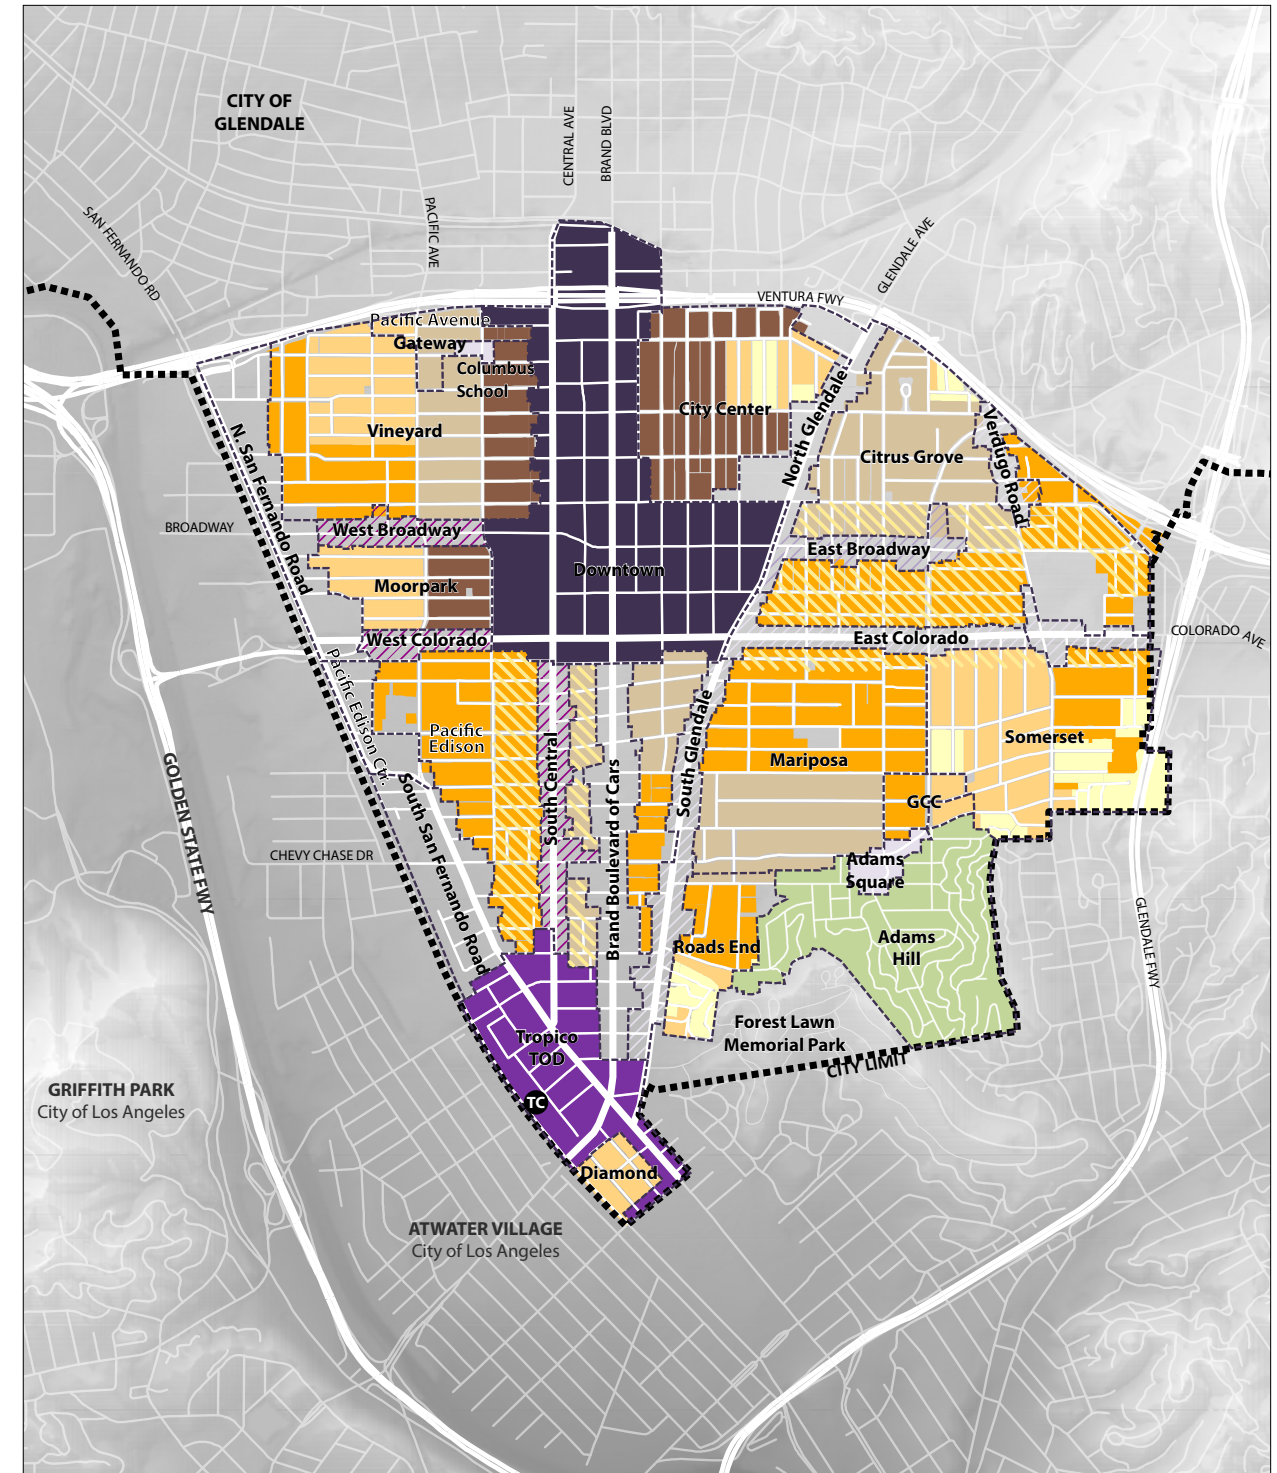 CITY OF
GLENDALE
CENTRAL AVE
BRAND BLVD
PACIFIC AVE
SAN FERNANDO RD
GLENDALE AVE
VENTURA FWY
Pacific Avenue
Gateway
Columbus
School
Vineyard
City Center
North Glendale
Citrus Grove
Verdugo Road
N. San Fernando Road
BROADWAY
West Broadway
East Broadway
Downtown
Moorpark
West Colorado
East Colorado
COLORADO AVE
Pacific Edison Ctr.
Pacific
Edison
South Central
Brand Boulevard of Cars
South Glendale
Mariposa
Somerset
GCC
GOLDEN STATE FWY
South San Fernando Road
CHEVY CHASE DR
Adams
Square
Adams
Hill
GLENDALE FWY
Roads End
Forest Lawn
Memorial Park
CITY LIMIT
Tropico
TOD
TC
GRIFFITH PARK
City of Los Angeles
Diamond
ATWATER VILLAGE
City of Los Angeles